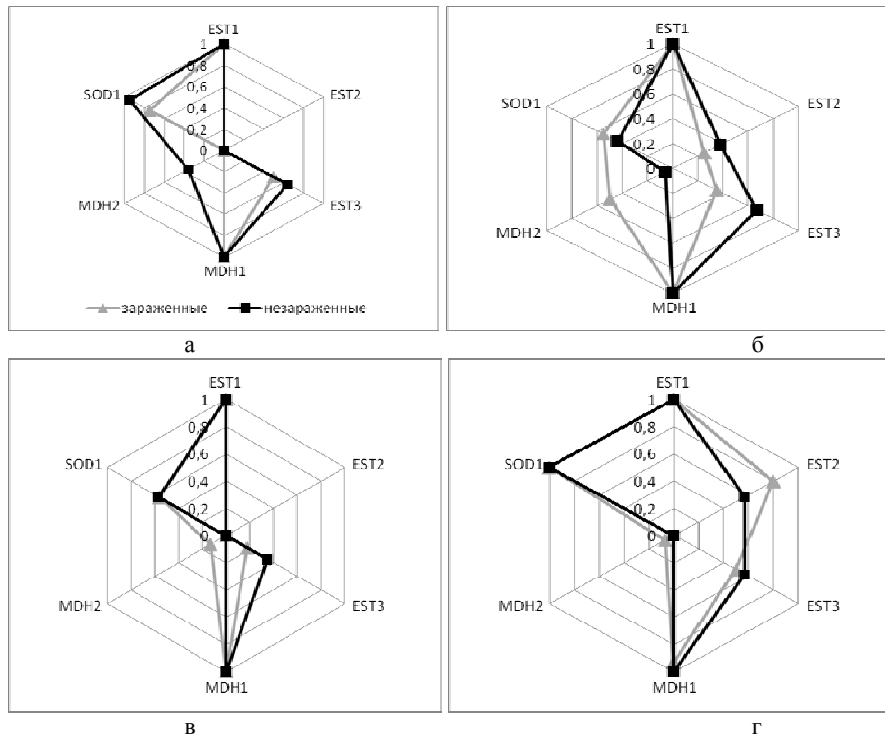 EST1
1
0,8
0,6
0,4
0,2
0
EST2
EST3
MDH1
MDH2
SOD1
зараженные
незараженные
а
EST1
1
0,8
0,6
0,4
0,2
0
EST2
EST3
MDH1
MDH2
SOD1
б
EST1
1
0,8
0,6
0,4
0,2
0
EST2
EST3
MDH1
MDH2
SOD1
в
EST1
1
0,8
0,6
0,4
0,2
0
EST2
EST3
MDH1
MDH2
SOD1
г